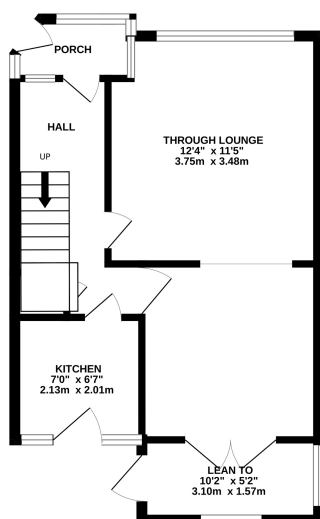 PORCH
HALL
UP
THROUGH LOUNGE
12'4" x 11'5"
3.75m x 3.48m
KITCHEN
7'0" x 6'7"
2.13m x 2.01m
LEAN TO
10'2" x 5'2"
3.10m x 1.57m